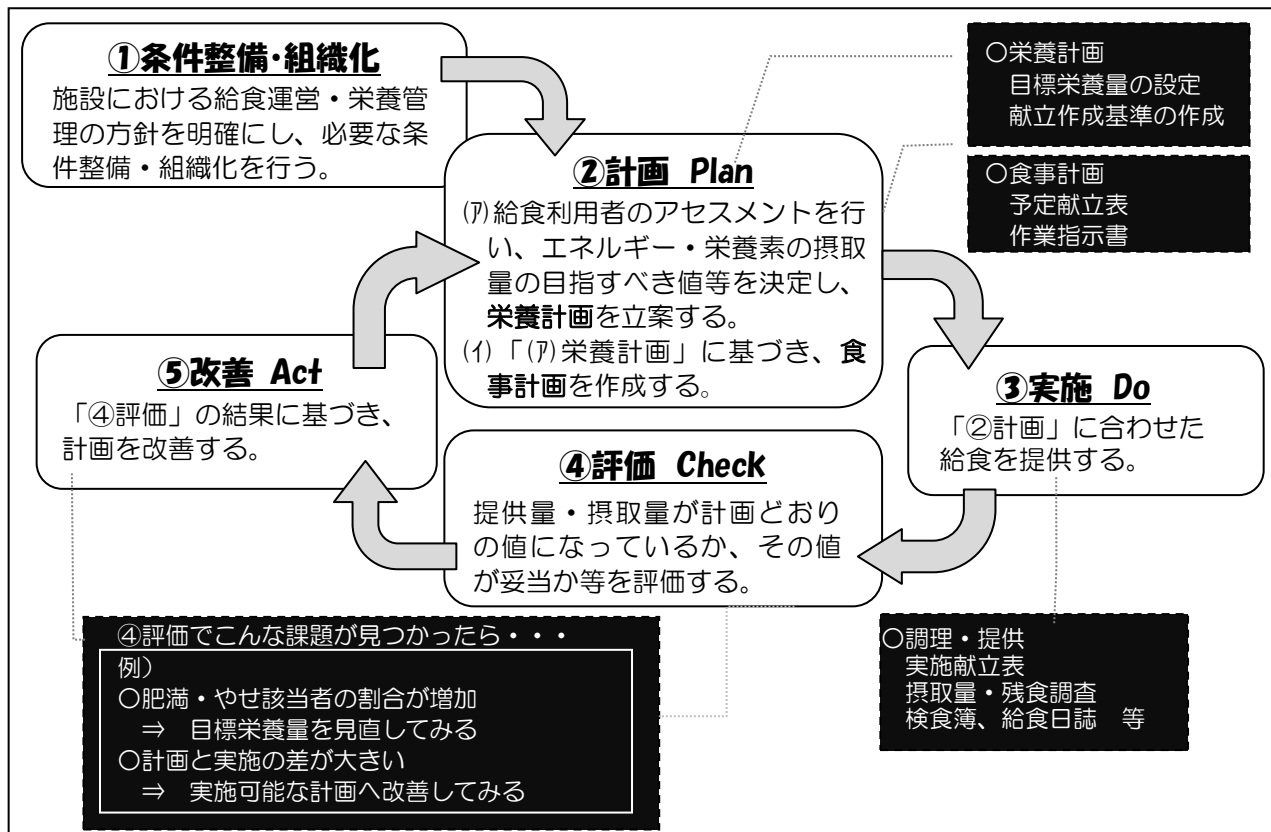 ①条件整備・組織化
施設における給食運営・栄養管
理の方針を明確にし、必要な条
件整備・組織化を行う。
②計画 Plan
(ｱ)給食利用者のアセスメントを行
い、エネルギー・栄養素の摂取
量の目指すべき値等を決定し、
栄養計画を立案する。
(ｲ)「(ｱ)栄養計画」に基づき、食
事計画を作成する。
〇栄養計画
目標栄養量の設定
献立作成基準の作成
〇食事計画
予定献立表
作業指示書
③実施 Do
「②計画」に合わせた
給食を提供する。
〇調理・提供
実施献立表
摂取量・残食調査
検食簿、給食日誌 等
④評価 Check
提供量・摂取量が計画どおり
の値になっているか、その値
が妥当か等を評価する。
⑤改善 Act
「④評価」の結果に基づき、
計画を改善する。
④評価でこんな課題が見つかったら・・・
例）
〇肥満・やせ該当者の割合が増加
⇒ 目標栄養量を見直してみる
〇計画と実施の差が大きい
⇒ 実施可能な計画へ改善してみる